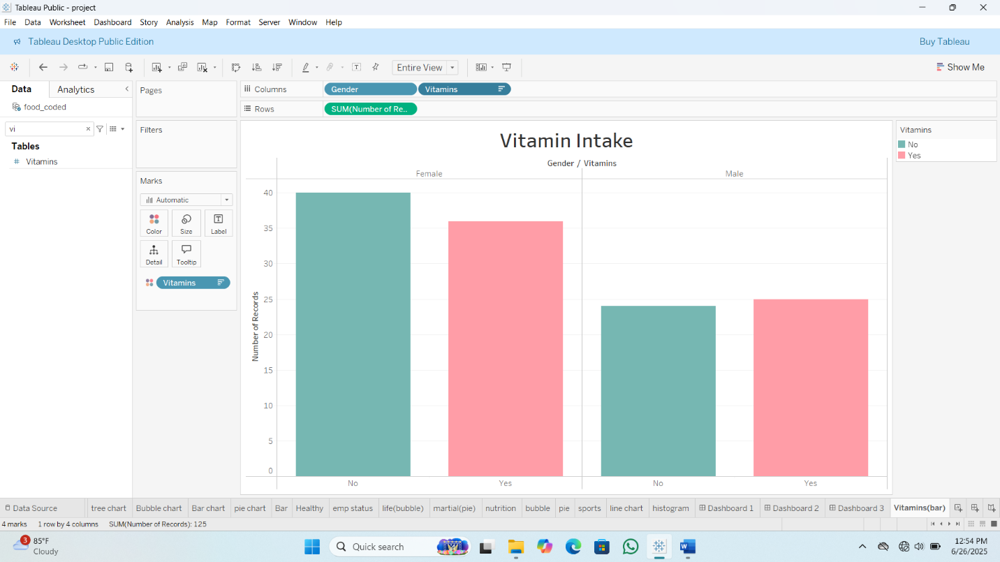 Tableau Public - project
File Data Worksheet Dashboard Story Analysis Map Format Server Window Help
Tableau Desktop Public Edition
Buy Tableau
Entire View
Show Me
Data
Analytics
food_coded
vi
Tables
Vitamins
Pages
Filters
Marks
Automatic
Color
Size
Label
Detail
Tooltip
Vitamins
Columns
Gender
Vitamins
Rows
SUM(Number of Re..
Vitamin Intake
Gender / Vitamins
Female
Male
Number of Records
40
35
30
25
20
15
10
5
0
No
Yes
No
Yes
Vitamins
No
Yes
Data Source
tree chart
Bubble chart
Bar chart
pie chart
Bar
Healthy
emp status
life(bubble)
martial(pie)
nutrition
bubble
pie
sports
line chart
histogram
Dashboard 1
Dashboard 2
Dashboard 3
Vitamins(bar)
4 marks
1 row by 4 columns
SUM(Number of Records): 125
3
85°F
Cloudy
Quick search
12:54 PM
6/26/2025